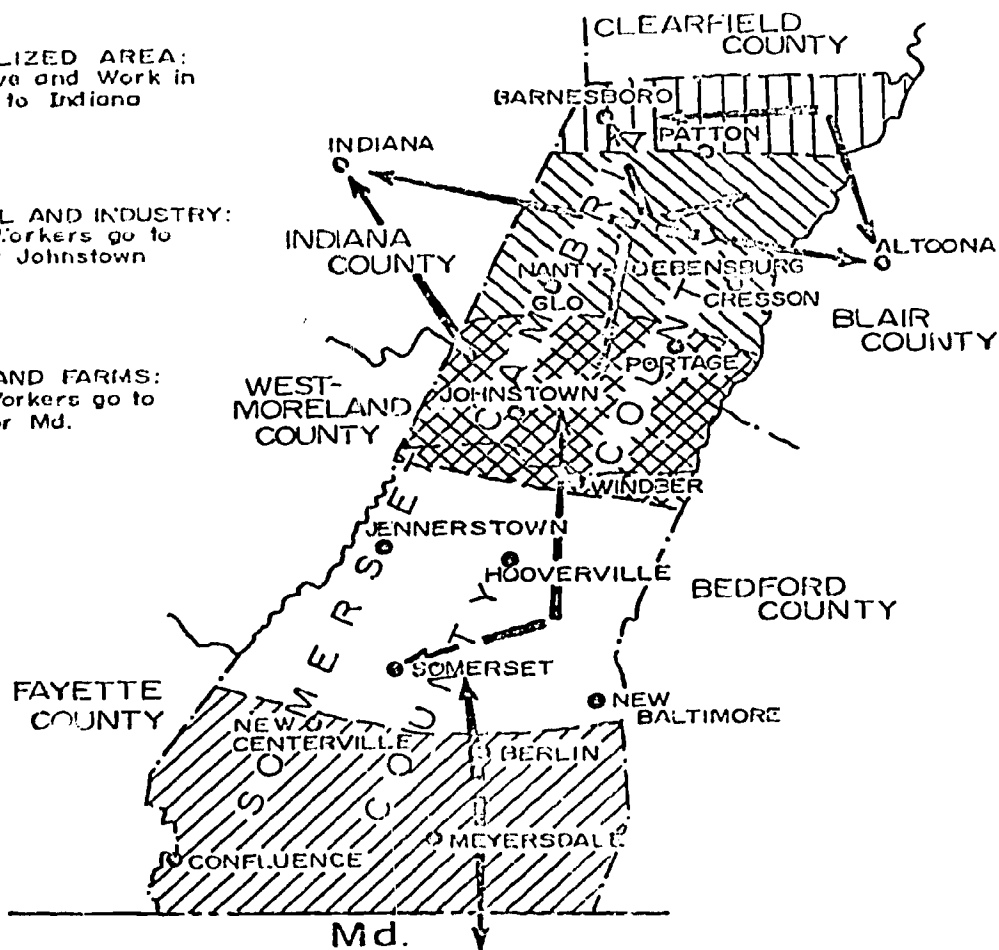 LIZED AREA:
ve and Work in
to Indiana
L AND INDUSTRY:
Workers go to
Johnstown
AND FARMS:
Workers go to
or Md.
CLEARFIELD
COUNTY
BARNESBORO
PATTON
INDIANA
INDIANA
COUNTY
ALTOONA
NANTY-
GLO
EBENSBURG
CRESSON
BLAIR
COUNTY
CAMBRIA
COUNTY
PORTAGE
WEST-
MORELAND
COUNTY
JOHNSTOWN
WINDBER
JENNERSTOWN
HOOVERVILLE
BEDFORD
COUNTY
SOMERSET
COUNTY
SOMERSET
FAYETTE
COUNTY
NEW
BALTIMORE
NEW
CENTERVILLE
BERLIN
MEYERSDALE
CONFLUENCE
Md.